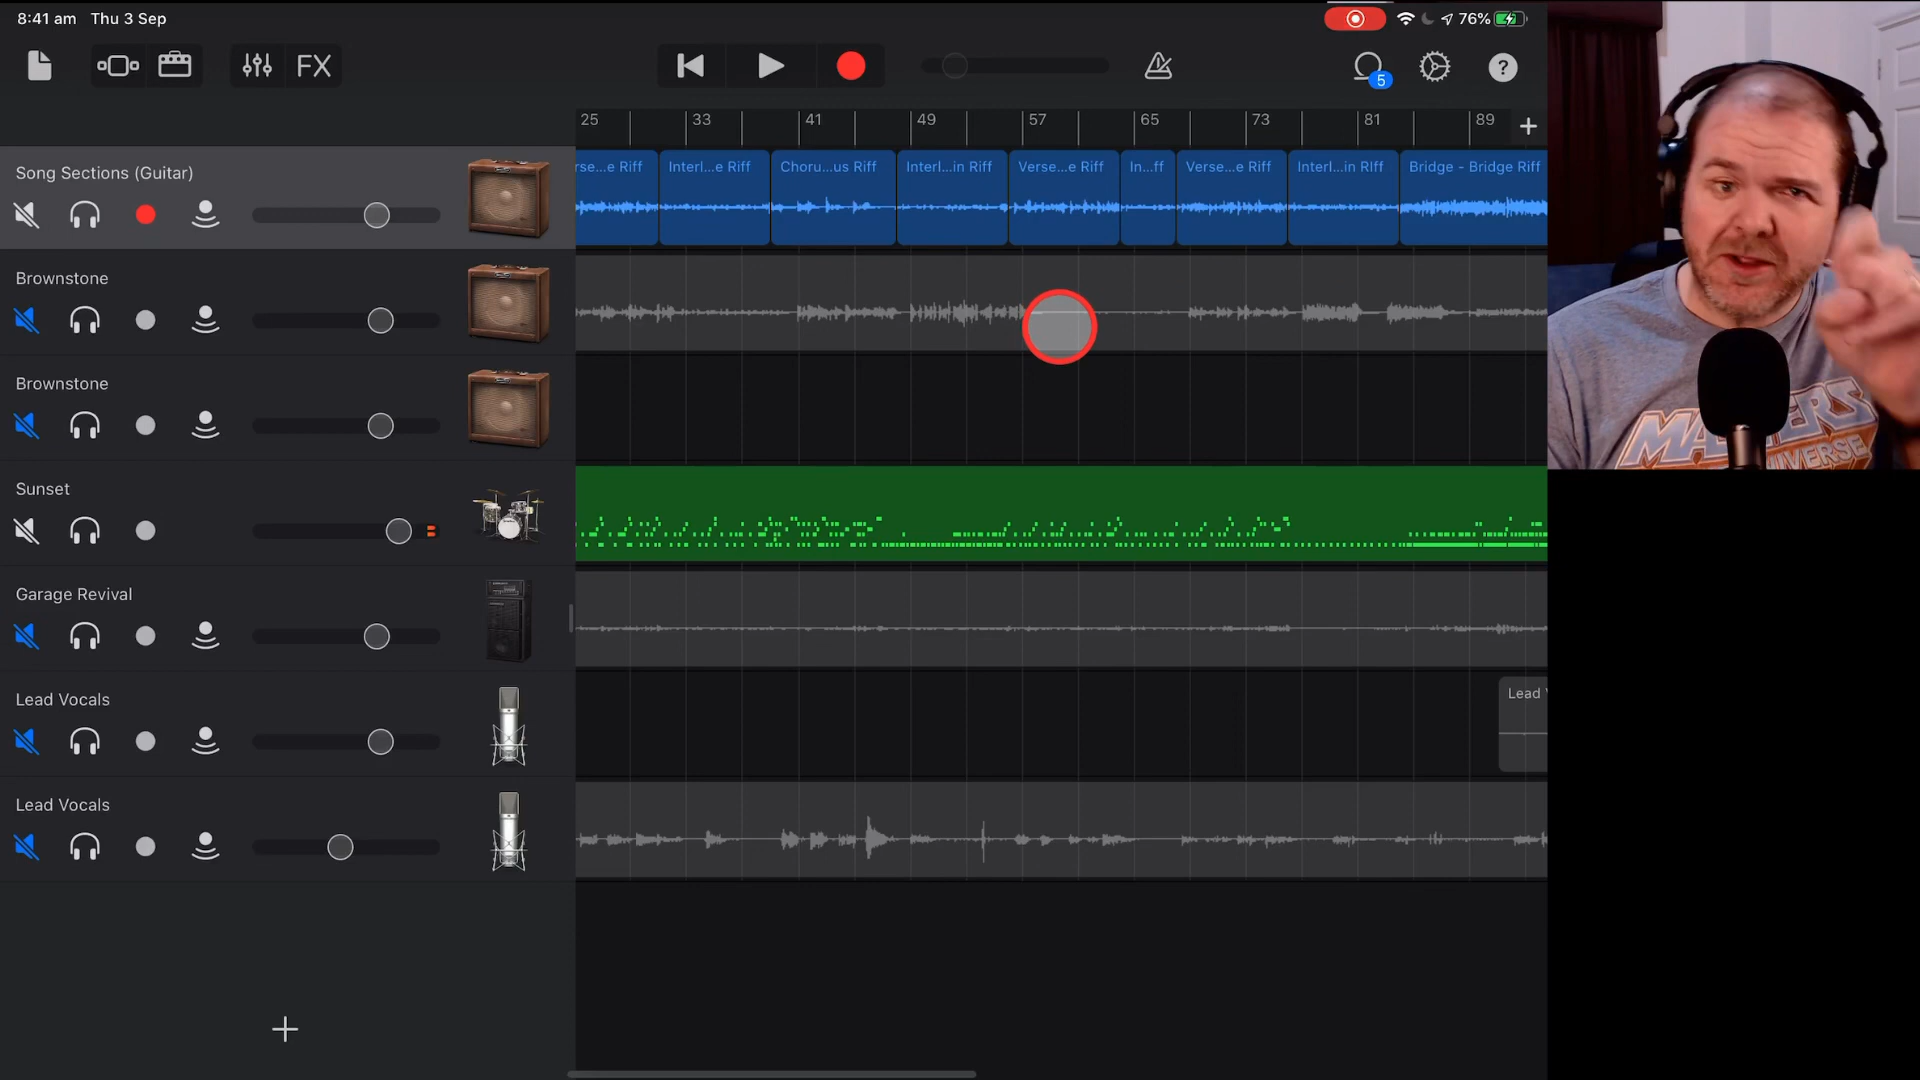 8:41 am Thu 3 Sep
76%
FX
5
?
25 33 41 49 57 65 73 81 89
Song Sections (Guitar)
rse...e Riff Interl...e Riff Choru...us Riff Interl...in Riff Verse...e Riff In...ff Verse...e Riff Interl...in RIff Bridge - Bridge Riff
Brownstone
Brownstone
Sunset
Garage Revival
Lead Vocals
Lead
Lead Vocals
MASTERS
UNIVERSE